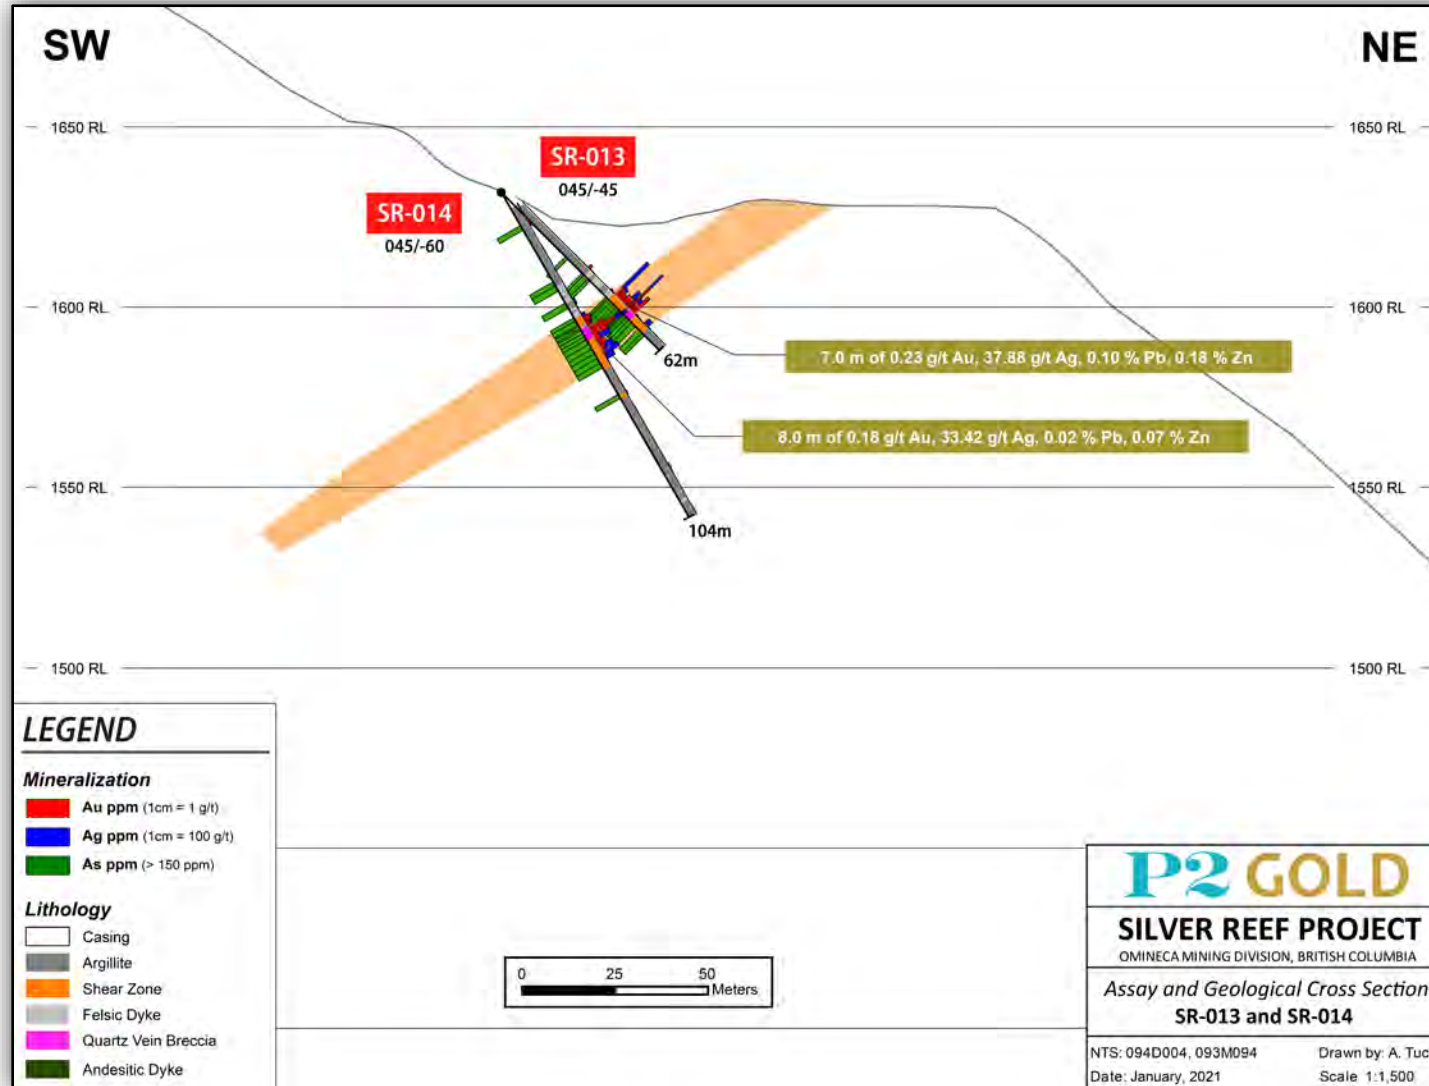 SW
NE
1650 RL
1650 RL
SR-013
045/-45
SR-014
045/-60
1600 RL
1600 RL
62m
7.0 m of 0.23 g/t Au, 37.88 g/t Ag, 0.10 % Pb, 0.18 % Zn
8.0 m of 0.18 g/t Au, 33.42 g/t Ag, 0.02 % Pb, 0.07 % Zn
1550 RL
1550 RL
104m
1500 RL
1500 RL
LEGEND
Mineralization
Au ppm (1cm = 1 g/t)
Ag ppm (1cm = 100 g/t)
As ppm (> 150 ppm)
Lithology
Casing
Argillite
Shear Zone
Felsic Dyke
Quartz Vein Breccia
Andesitic Dyke
0 25 50
Meters
P2 GOLD
SILVER REEF PROJECT
OMINECA MINING DIVISION, BRITISH COLUMBIA
Assay and Geological Cross Section
SR-013 and SR-014
NTS: 094D004, 093M094 Drawn by: A. Tuc
Date: January, 2021 Scale 1:1,500